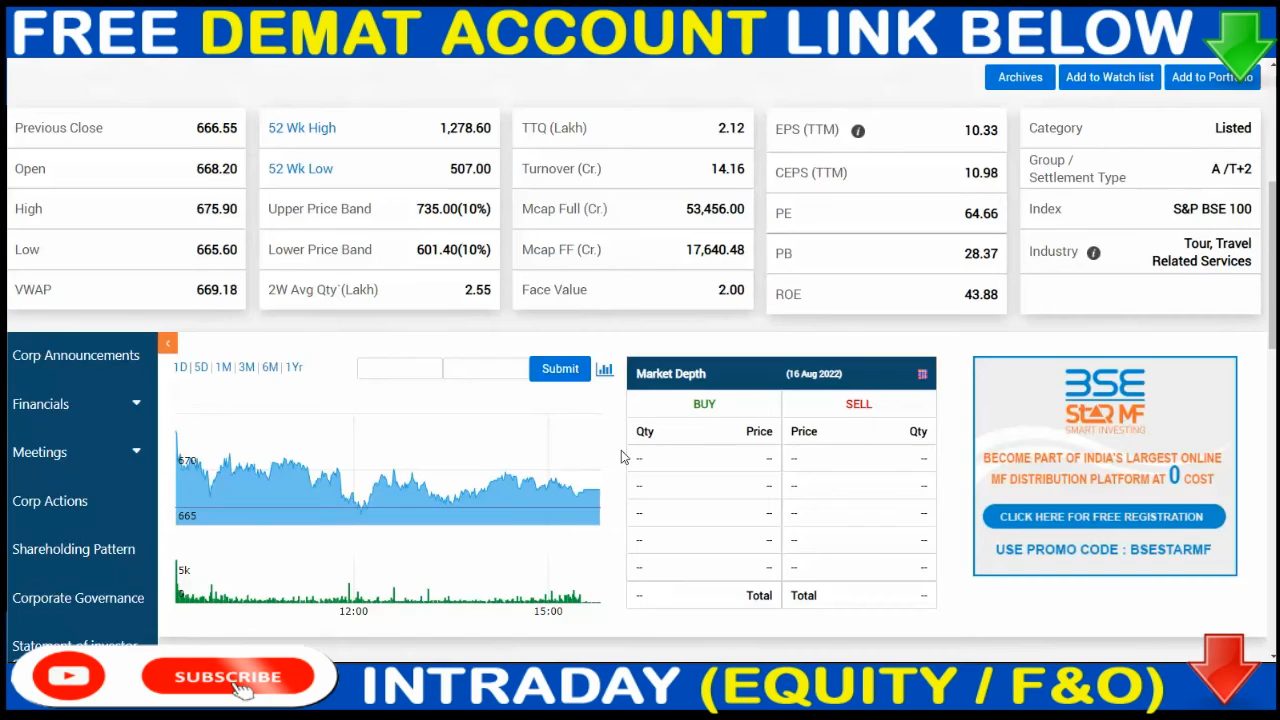 FREE DEMAT ACCOUNT LINK BELOW
Archives
Add to Watch list
Add to Portfolio
Previous Close 666.55
Open 668.20
High 675.90
Low 665.60
VWAP 669.18
52 Wk High 1,278.60
52 Wk Low 507.00
Upper Price Band 735.00(10%)
Lower Price Band 601.40(10%)
2W Avg Qty (Lakh) 2.55
TTQ (Lakh) 2.12
Turnover (Cr.) 14.16
Mcap Full (Cr.) 53,456.00
Mcap FF (Cr.) 17,640.48
Face Value 2.00
EPS (TTM) 10.33
CEPS (TTM) 10.98
PE 64.66
PB 28.37
ROE 43.88
Category Listed
Group /
Settlement Type A /T+2
Index S&P BSE 100
Industry Tour, Travel
Related Services
Corp Announcements
Financials
Meetings
Corp Actions
Shareholding Pattern
Corporate Governance
Statement of investor
1D| 5D| 1M| 3M| 6M| 1Yr
Submit
670
665
5k
0
12:00 15:00
Market Depth (16 Aug 2022)
BUY SELL
Qty Price Price Qty
-- -- -- --
-- -- -- --
-- -- -- --
-- -- -- --
-- -- -- --
-- Total Total --
BSE
STAR MF
SMART INVESTING
BECOME PART OF INDIA'S LARGEST ONLINE
MF DISTRIBUTION PLATFORM AT 0 COST
CLICK HERE FOR FREE REGISTRATION
USE PROMO CODE : BSESTARMF
SUBSCRIBE
INTRADAY (EQUITY / F&O)